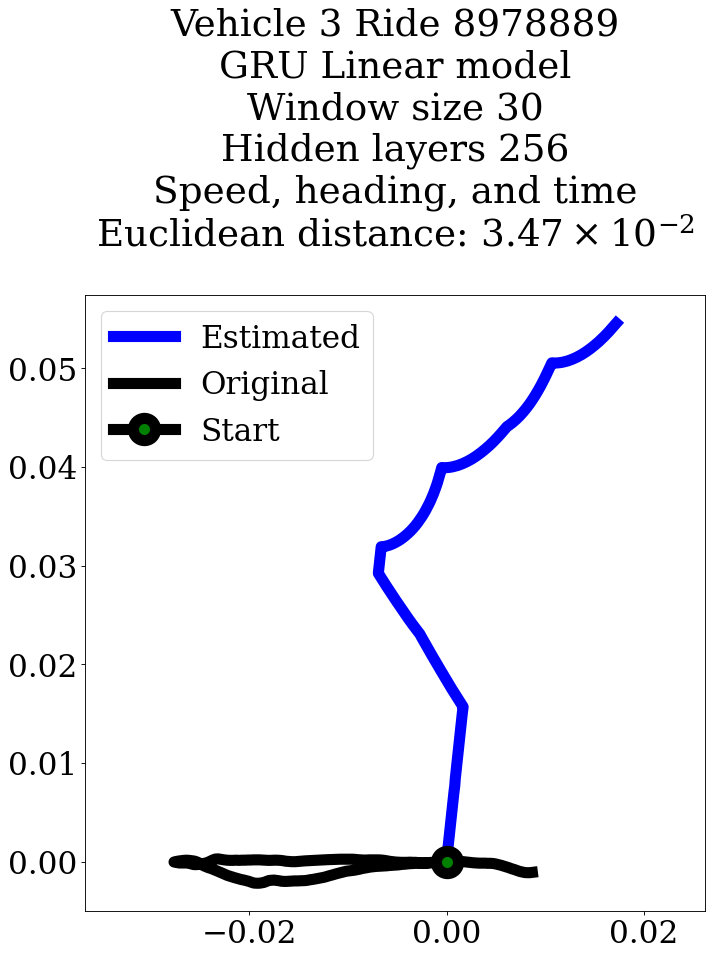 Vehicle 3 Ride 8978889
GRU Linear model
Window size 30
Hidden layers 256
Speed, heading, and time
Euclidean distance: 3.47 × 10⁻²
Estimated
Original
Start
0.05
0.04
0.03
0.02
0.01
0.00
−0.02
0.00
0.02